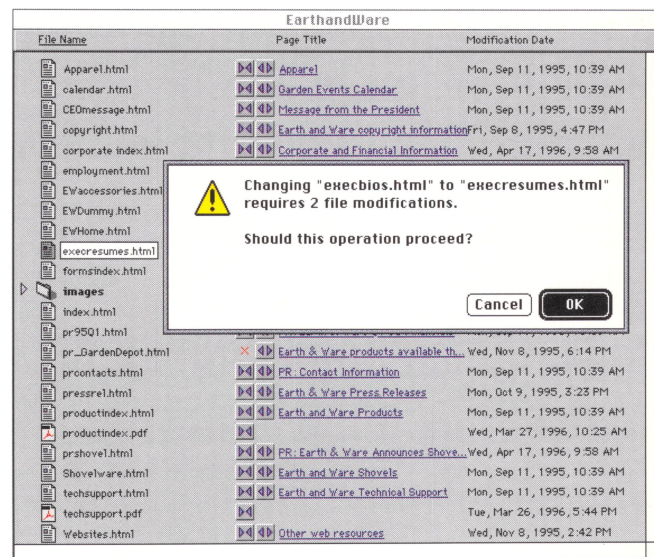 EarthandWare
File Name Page Title Modification Date
Apparel.html Apparel Mon, Sep 11, 1995, 10:39 AM
calendar.html Garden Events Calendar Mon, Sep 11, 1995, 10:39 AM
CEOmessage.html Message from the President Mon, Sep 11, 1995, 10:39 AM
copyright.html Earth and Ware copyright information Fri, Sep 8, 1995, 4:47 PM
corporate index.html Corporate and Financial Information Wed, Apr 17, 1996, 9:58 AM
employment.html
EWaccessories.html
EWDummy.html
EWHome.html
execresumes.html
formsindex.html
images
index.html
pr95Q1.html
Changing "execbios.html" to "execresumes.html"
requires 2 file modifications.
Should this operation proceed?
Cancel OK
pr_GardenDepot.html Earth & Ware products available th... Wed, Nov 8, 1995, 6:14 PM
prcontacts.html PR: Contact Information Mon, Sep 11, 1995, 10:39 AM
pressrel.html Earth & Ware Press Releases Mon, Oct 9, 1995, 3:23 PM
productindex.html Earth and Ware Products Mon, Sep 11, 1995, 10:39 AM
productindex.pdf Wed, Mar 27, 1996, 10:25 AM
prshovel.html PR: Earth & Ware Announces Shove... Wed, Apr 17, 1996, 9:58 AM
Shovelware.html Earth and Ware Shovels Mon, Sep 11, 1995, 10:39 AM
techsupport.html Earth and Ware Technical Support Mon, Sep 11, 1995, 10:39 AM
techsupport.pdf Tue, Mar 26, 1996, 5:44 PM
Websites.html Other web resources Wed, Nov 8, 1995, 2:42 PM